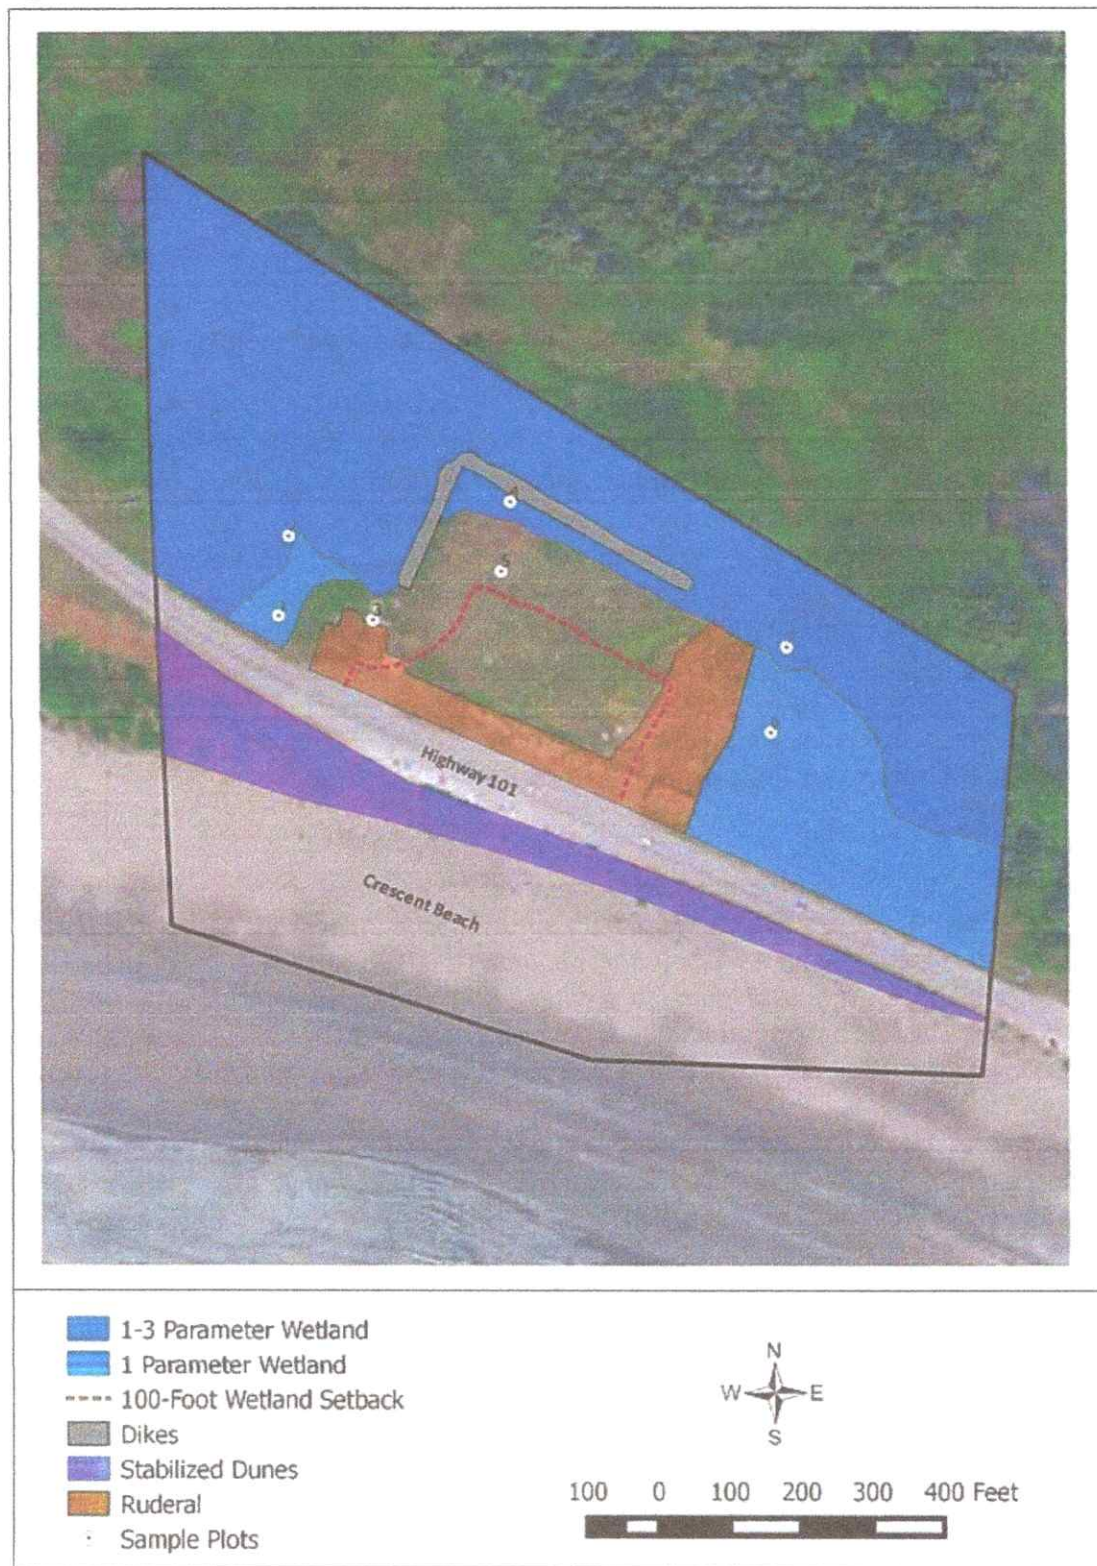 Highway 101
Crescent Beach
1-3 Parameter Wetland
1 Parameter Wetland
100-Foot Wetland Setback
Dikes
Stabilized Dunes
Ruderal
Sample Plots
N
W E
S
100 0 100 200 300 400 Feet